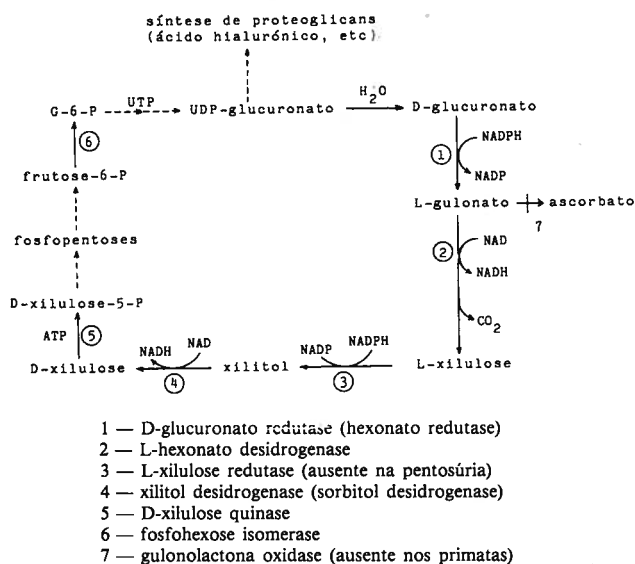 síntese de proteoglicans
(ácido hialurónico, etc)
G-6-P
UTP
UDP-glucuronato
H2O
D-glucuronato
6
1
NADPH
NADP
frutose-6-P
L-gulonato
ascorbato
7
fosfopentoses
2
NAD
NADH
D-xilulose-5-P
CO2
ATP
5
NADH
NAD
NADP
NADPH
D-xilulose
xilitol
L-xilulose
4
3
1 — D-glucuronato redutase (hexonato redutase)
2 — L-hexonato desidrogenase
3 — L-xilulose redutase (ausente na pentosúria)
4 — xilitol desidrogenase (sorbitol desidrogenase)
5 — D-xilulose quinase
6 — fosfohexose isomerase
7 — gulonolactona oxidase (ausente nos primatas)